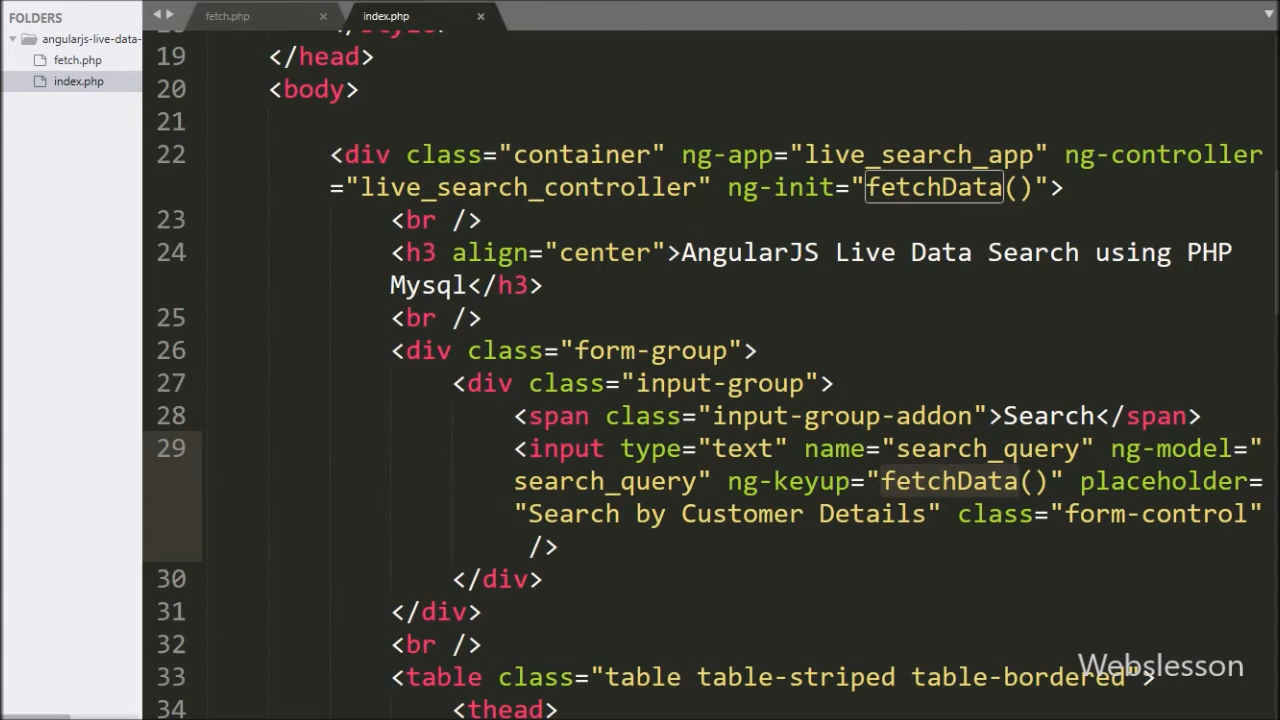 FOLDERS
angularjs-live-data-
fetch.php
index.php
fetch.php ×
index.php ×
19 </head>
20 <body>
21
22 <div class="container" ng-app="live_search_app" ng-controller
="live_search_controller" ng-init="fetchData()">
23 <br />
24 <h3 align="center">AngularJS Live Data Search using PHP
Mysql</h3>
25 <br />
26 <div class="form-group">
27 <div class="input-group">
28 <span class="input-group-addon">Search</span>
29 <input type="text" name="search_query" ng-model="
search_query" ng-keyup="fetchData()" placeholder=
"Search by Customer Details" class="form-control"
/>
30 </div>
31 </div>
32 <br />
33 <table class="table table-striped table-bordered">
34 <thead>
Webslesson